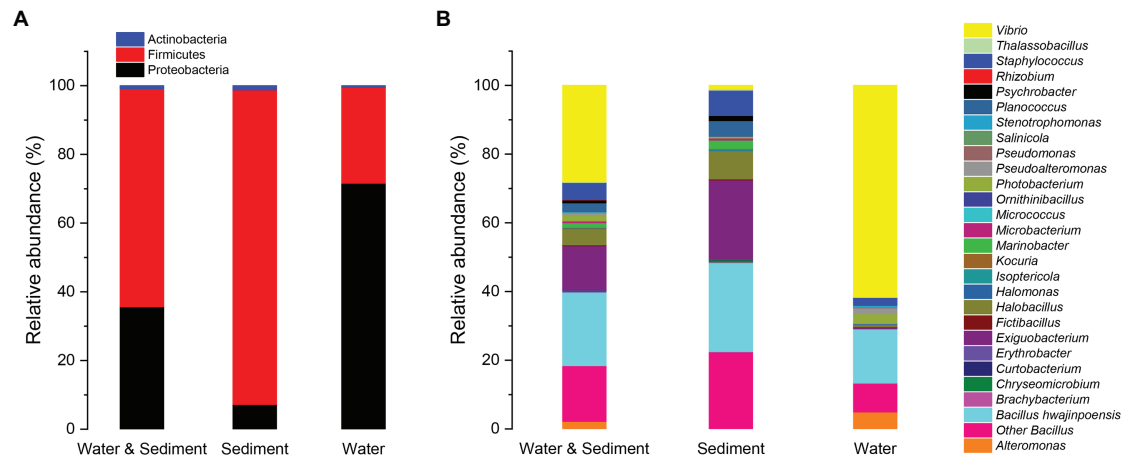 A
Actinobacteria
Firmicutes
Proteobacteria
Relative abundance (%)
100
80
60
40
20
0
Water & Sediment
Sediment
Water
B
Relative abundance (%)
100
80
60
40
20
0
Water & Sediment
Sediment
Water
Vibrio
Thalassobacillus
Staphylococcus
Rhizobium
Psychrobacter
Planococcus
Stenotrophomonas
Salinicola
Pseudomonas
Pseudoalteromonas
Photobacterium
Ornithinibacillus
Micrococcus
Microbacterium
Marinobacter
Kocuria
Isoptericola
Halomonas
Halobacillus
Fictibacillus
Exiguobacterium
Erythrobacter
Curtobacterium
Chryseomicrobium
Brachybacterium
Bacillus hwajinpoensis
Other Bacillus
Alteromonas